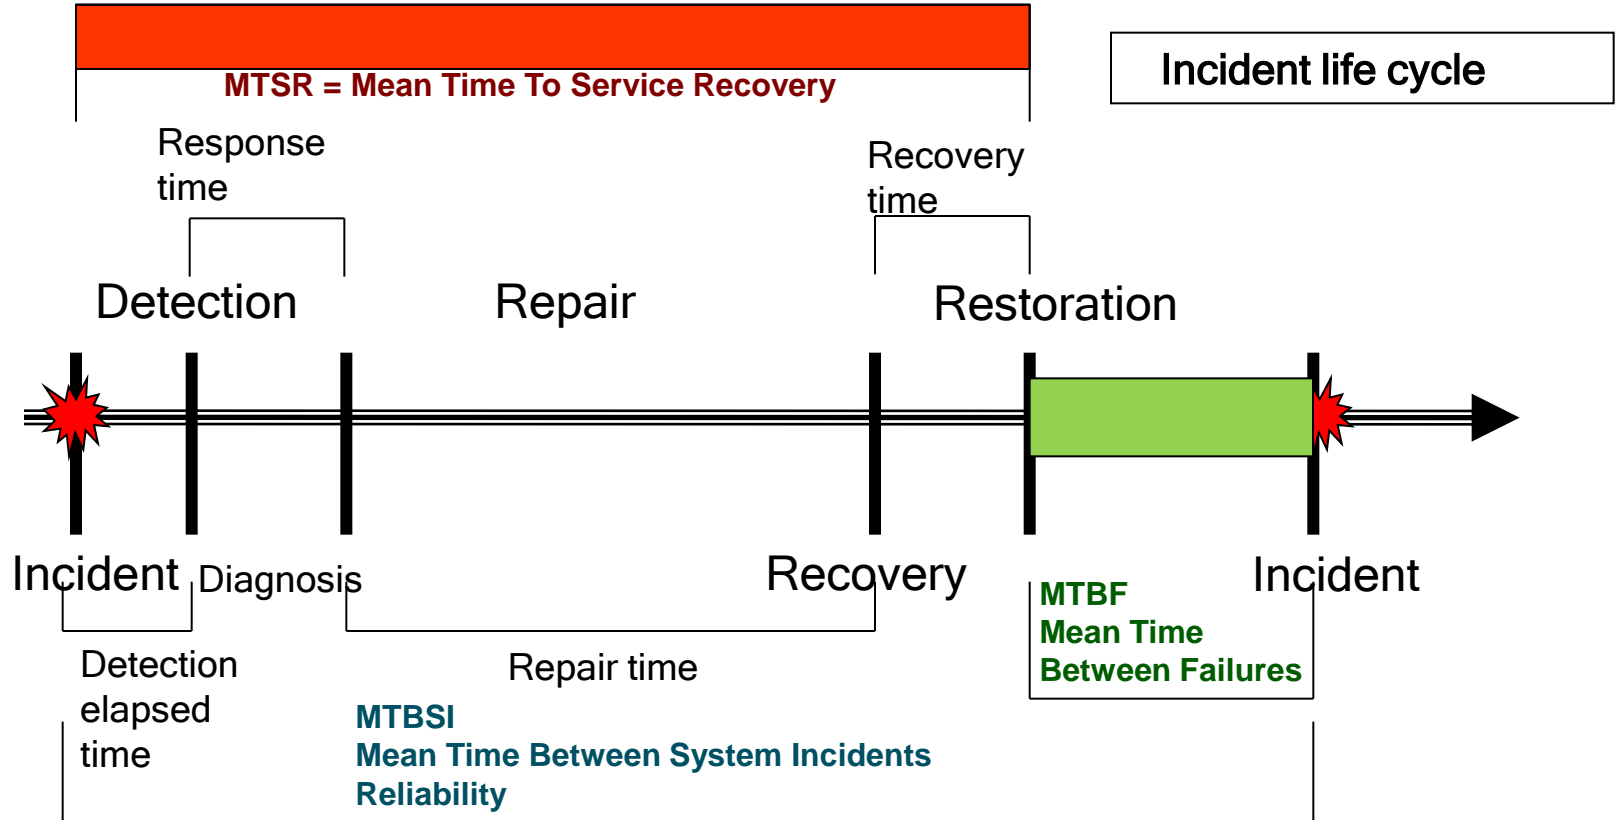 MTSR = Mean Time To Service Recovery
Incident life cycle
Response
time
Recovery
time
Detection
Repair
Restoration
Incident
Diagnosis
Recovery
Incident
MTBF
Mean Time
Between Failures
Detection
elapsed
time
Repair time
MTBSI
Mean Time Between System Incidents
Reliability